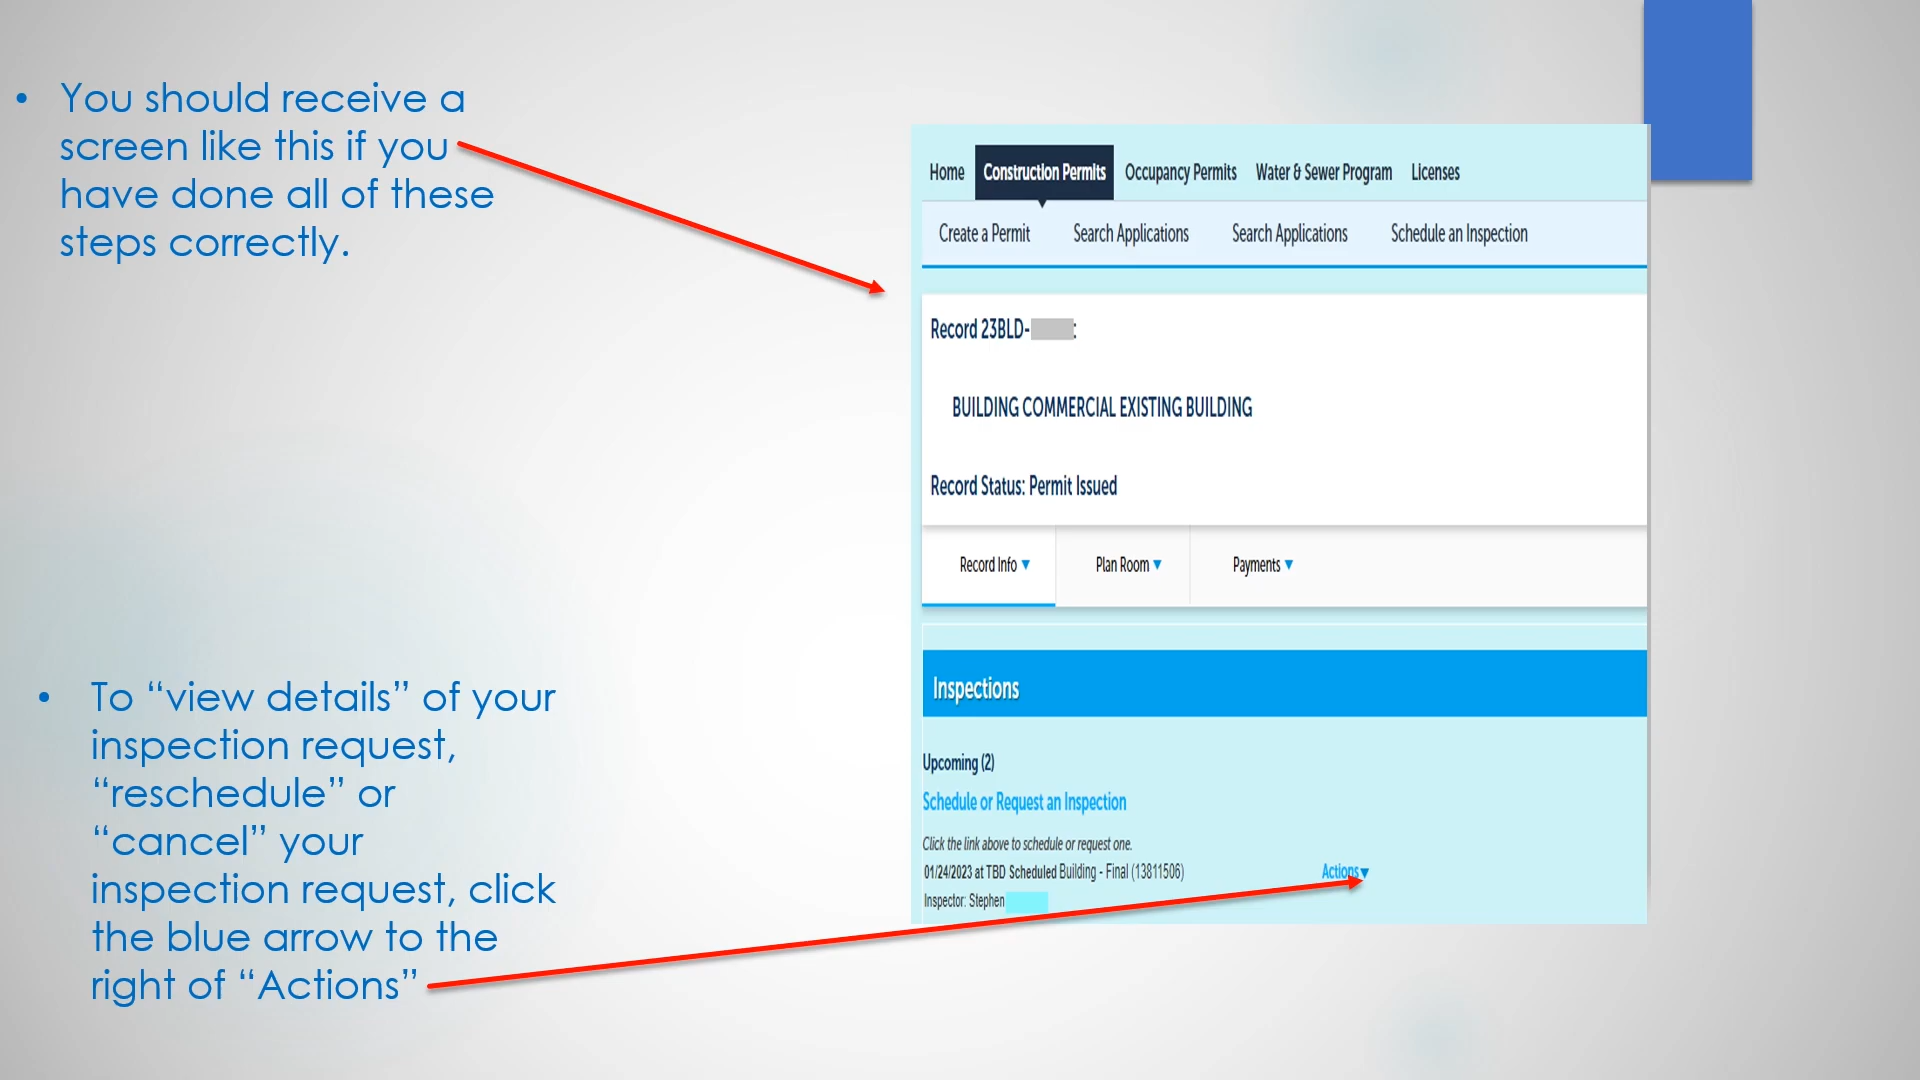 • You should receive a
screen like this if you
have done all of these
steps correctly.
• To “view details” of your
inspection request,
“reschedule” or
“cancel” your
inspection request, click
the blue arrow to the
right of “Actions”
Home Construction Permits Occupancy Permits Water & Sewer Program Licenses
Create a Permit Search Applications Search Applications Schedule an Inspection
Record 23BLD- :
BUILDING COMMERCIAL EXISTING BUILDING
Record Status: Permit Issued
Record Info ▼ Plan Room ▼ Payments ▼
Inspections
Upcoming (2)
Schedule or Request an Inspection
Click the link above to schedule or request one.
01/24/2023 at TBD Scheduled Building - Final (13811506) Actions▼
Inspector: Stephen